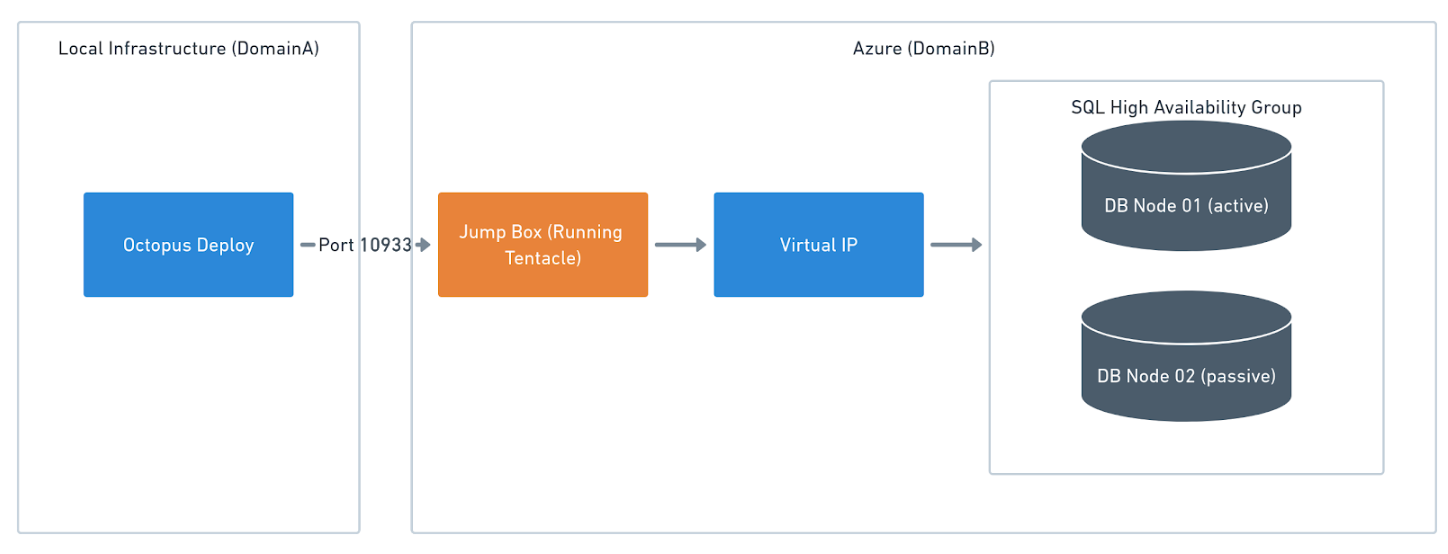 Local Infrastructure (DomainA)
Azure (DomainB)
SQL High Availability Group
Octopus Deploy
Port 10933
Jump Box (Running
Tentacle)
Virtual IP
DB Node 01 (active)
DB Node 02 (passive)